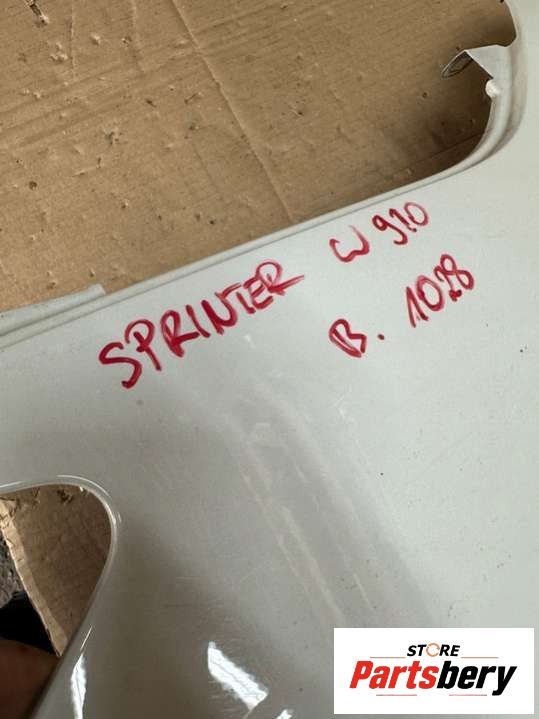 SPRINTER W910
B. 1028
STORE
Partsbery